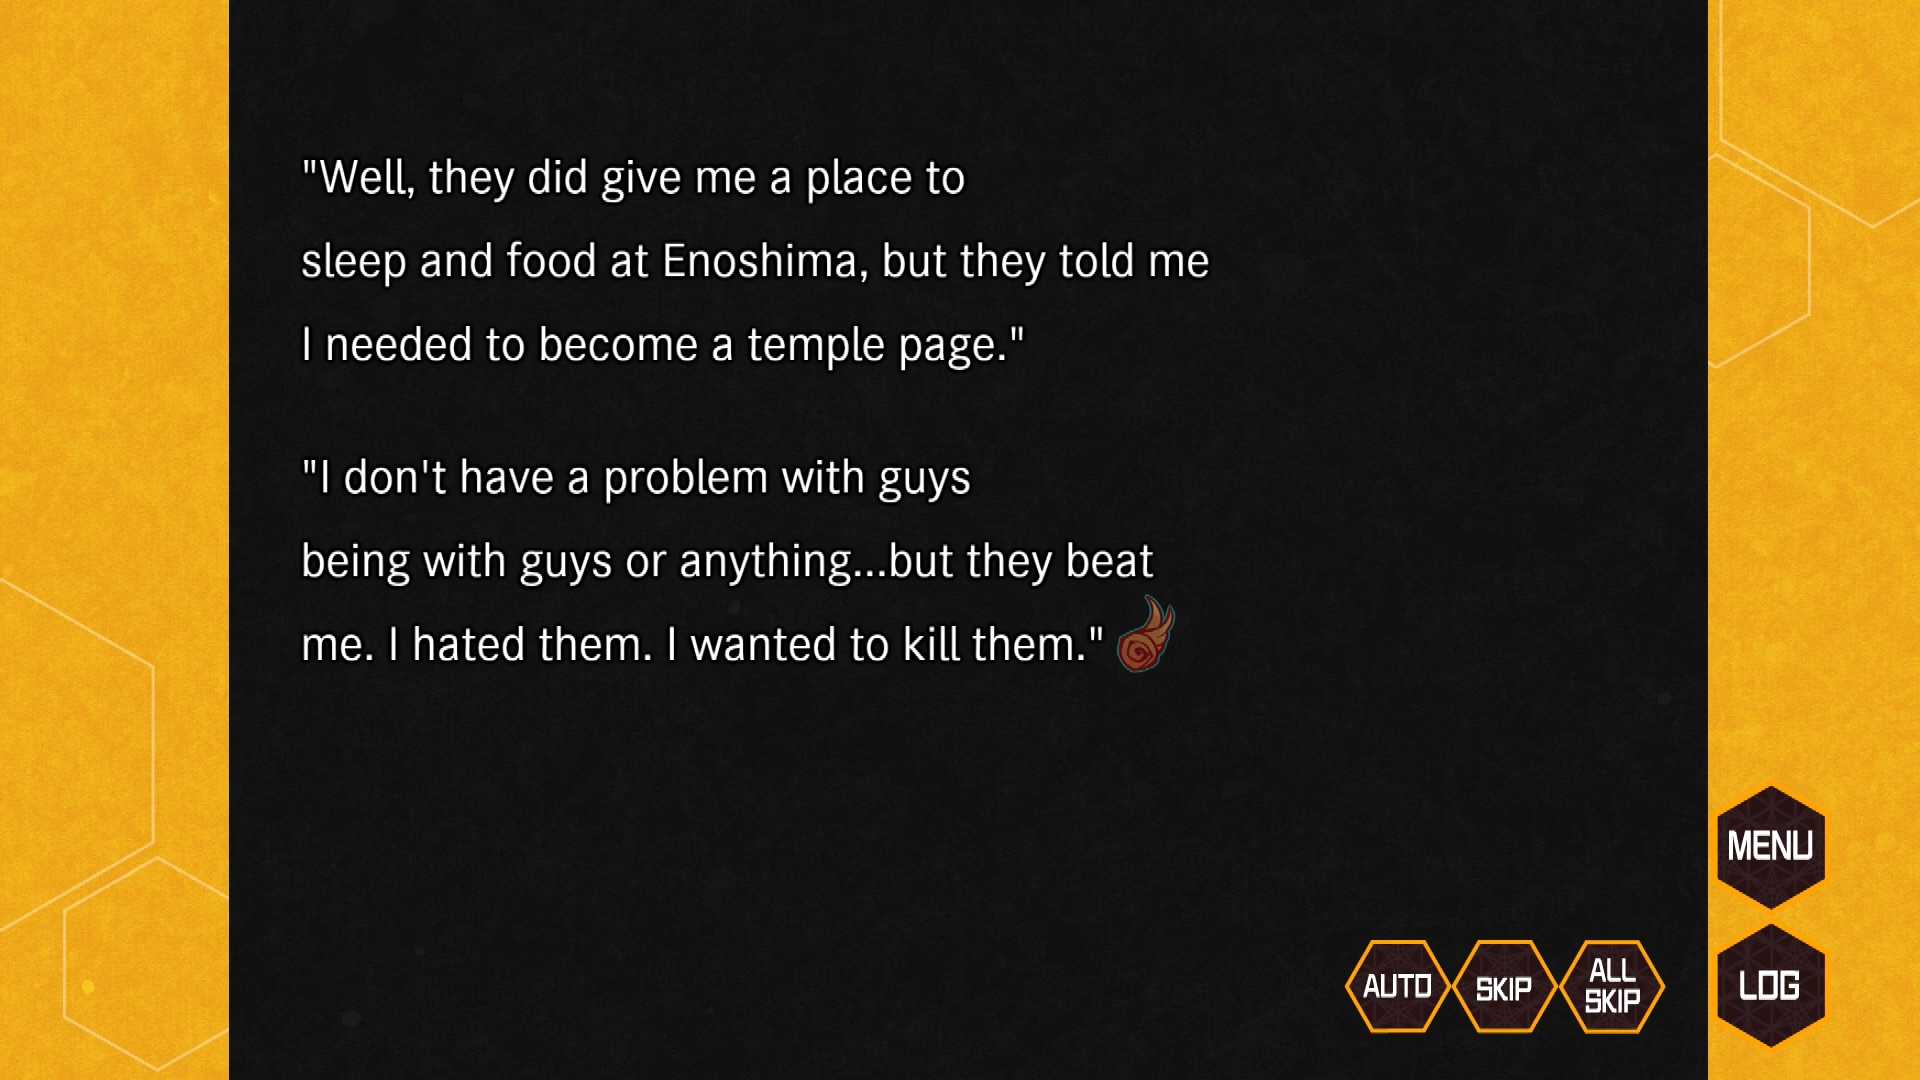 "Well, they did give me a place to
sleep and food at Enoshima, but they told me
I needed to become a temple page."
"I don't have a problem with guys
being with guys or anything...but they beat
me. I hated them. I wanted to kill them."
MENU
AUTO
SKIP
ALL
SKIP
LOG